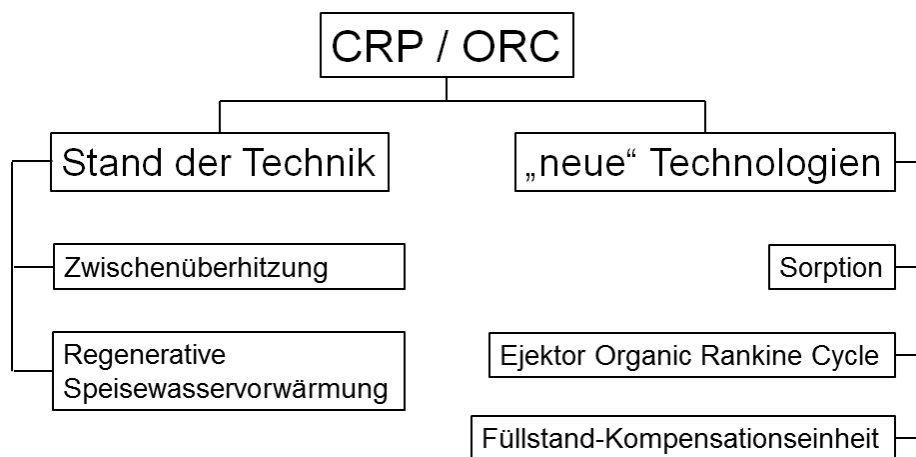 CRP / ORC
Stand der Technik
Zwischenüberhitzung
Regenerative
Speisewasservorwärmung
„neue“ Technologien
Sorption
Ejektor Organic Rankine Cycle
Füllstand-Kompensationseinheit